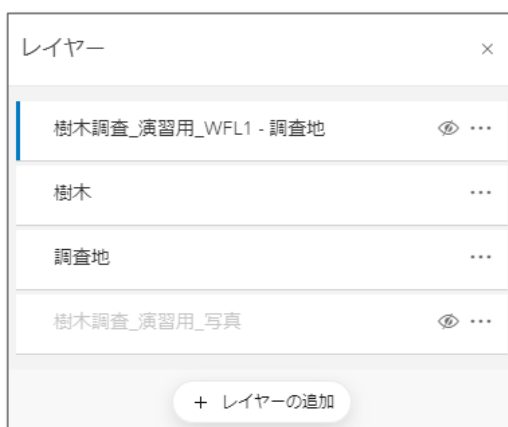 レイヤー
樹木調査_演習用_WFL1 - 調査地
樹木
調査地
樹木調査_演習用_写真
+ レイヤーの追加